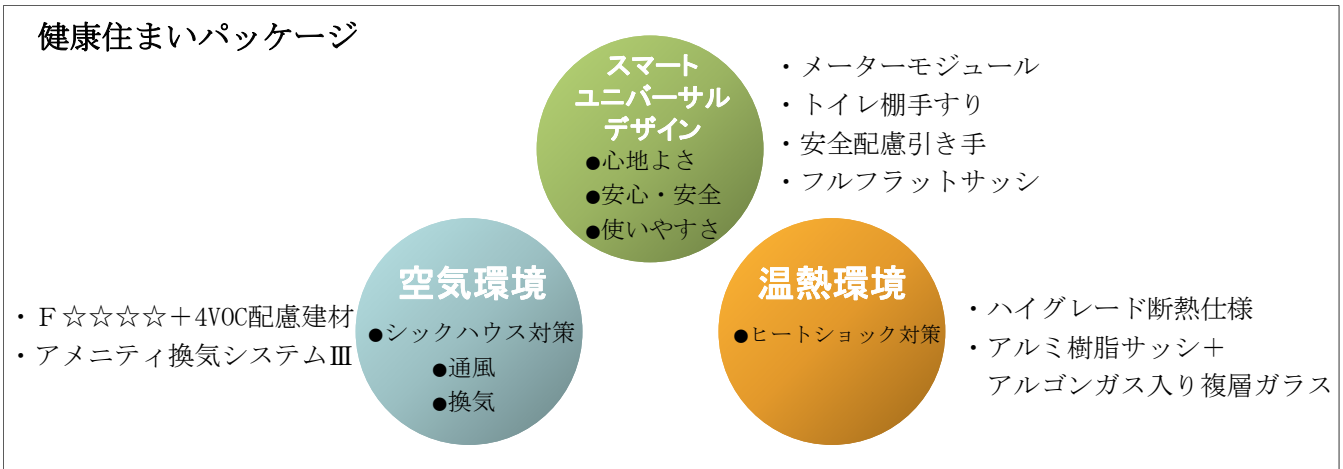 健康住まいパッケージ
スマート
ユニバーサル
デザイン
●心地よさ
●安心・安全
●使いやすさ
・メーターモジュール
・トイレ棚手すり
・安全配慮引き手
・フルフラットサッシ
空気環境
●シックハウス対策
●通風
●換気
・Ｆ☆☆☆☆＋4VOC配慮建材
・アメニティ換気システムⅢ
温熱環境
●ヒートショック対策
・ハイグレード断熱仕様
・アルミ樹脂サッシ＋
アルゴンガス入り複層ガラス